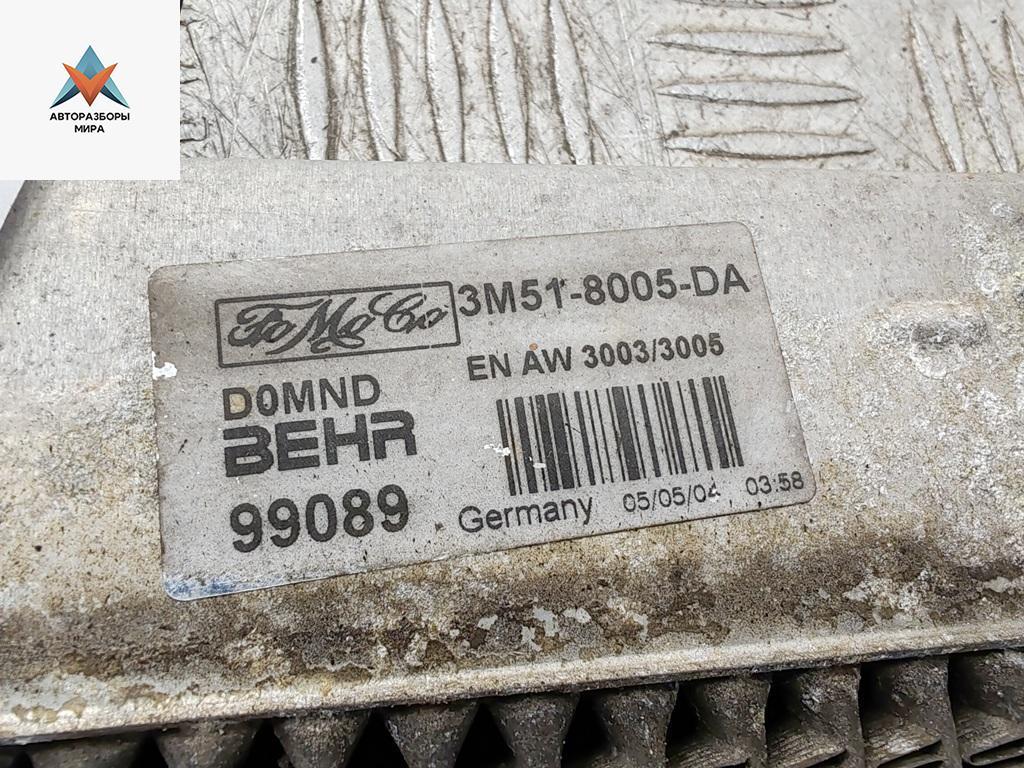 АВТОРАЗБОРЫ
МИРА
FoMoCo 3M51-8005-DA
EN AW 3003/3005
D0MND
BEHR
99089
Germany 05/05/04 03:58